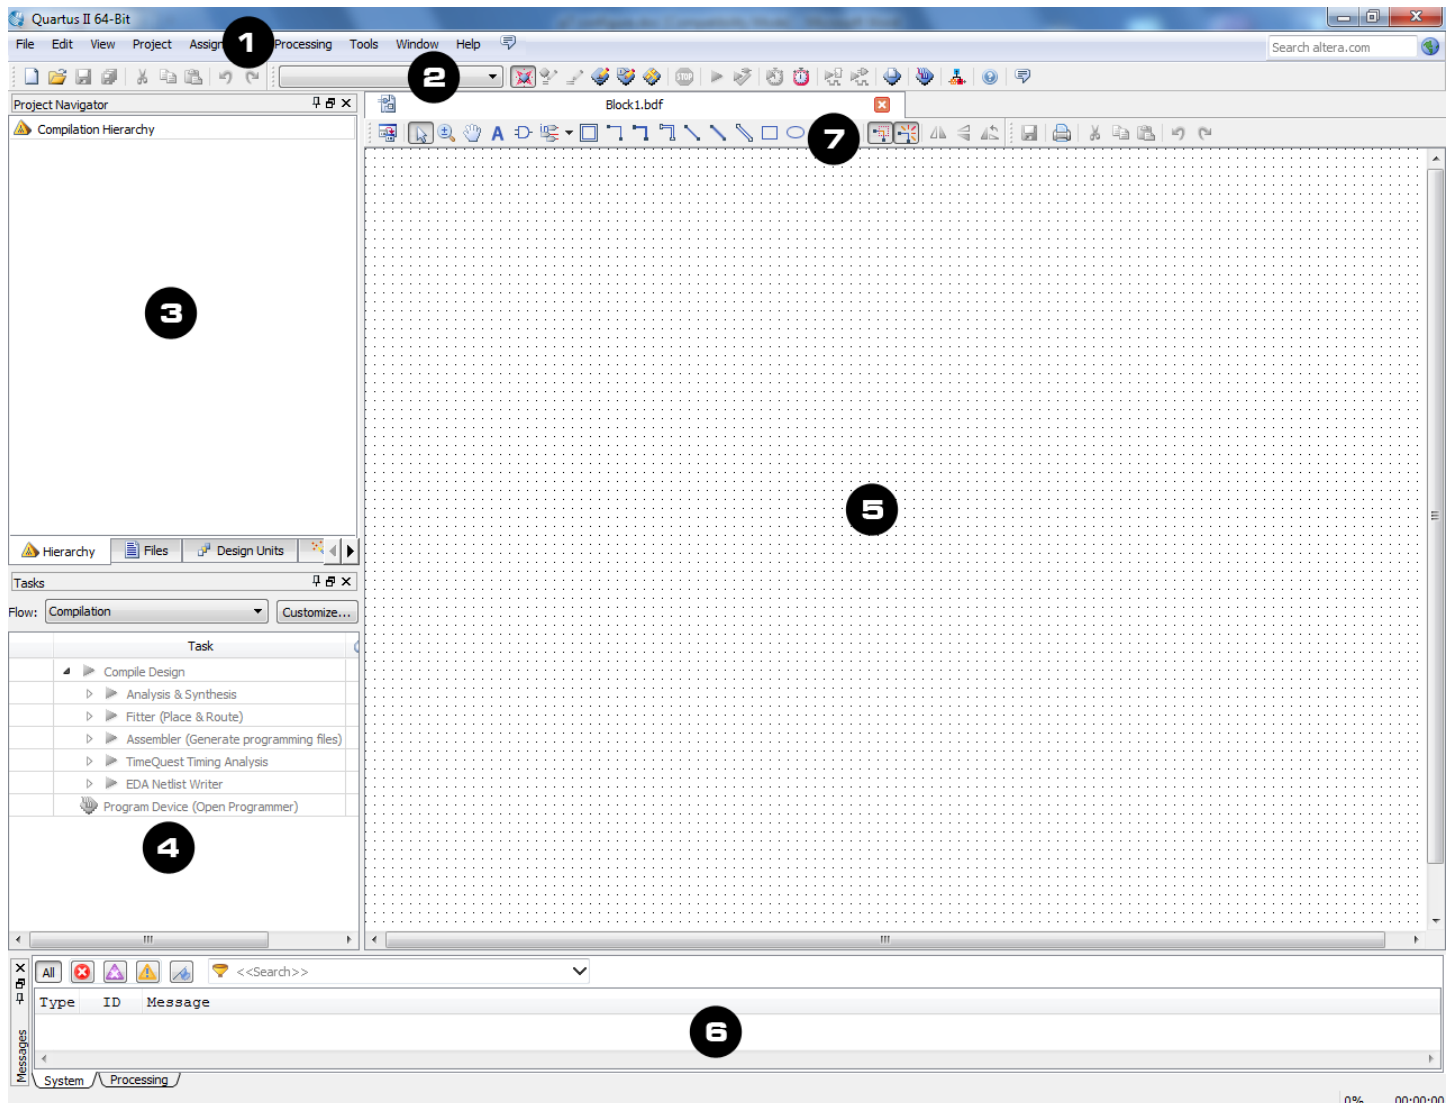 Quartus II 64-Bit
File Edit View Project Assign 1 Processing Tools Window Help
Search altera.com
2
Project Navigator
Block1.bdf
Compilation Hierarchy
A
7
3
5
Hierarchy Files Design Units
Tasks
Flow: Compilation Customize...
Task
Compile Design
Analysis & Synthesis
Fitter (Place & Route)
Assembler (Generate programming files)
TimeQuest Timing Analysis
EDA Netlist Writer
Program Device (Open Programmer)
4
All <<Search>>
Type ID Message
6
Messages
System Processing
0% 00:00:00